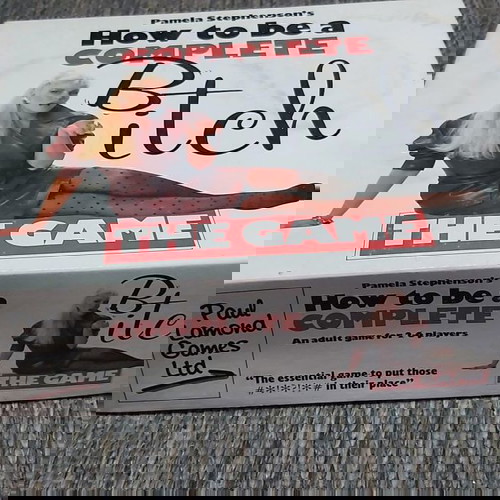 Pamela Stephenson's
How to be a
COMPLETE
Bitch
THE GAME
Pamela Stephenson's
How to be a
COMPLETE
An adult game for 3-6 players
Bitc
Paul
Lamond
Games
Ltd
THE GAME
"The essential game to put those
#@!*?!*# in their place"